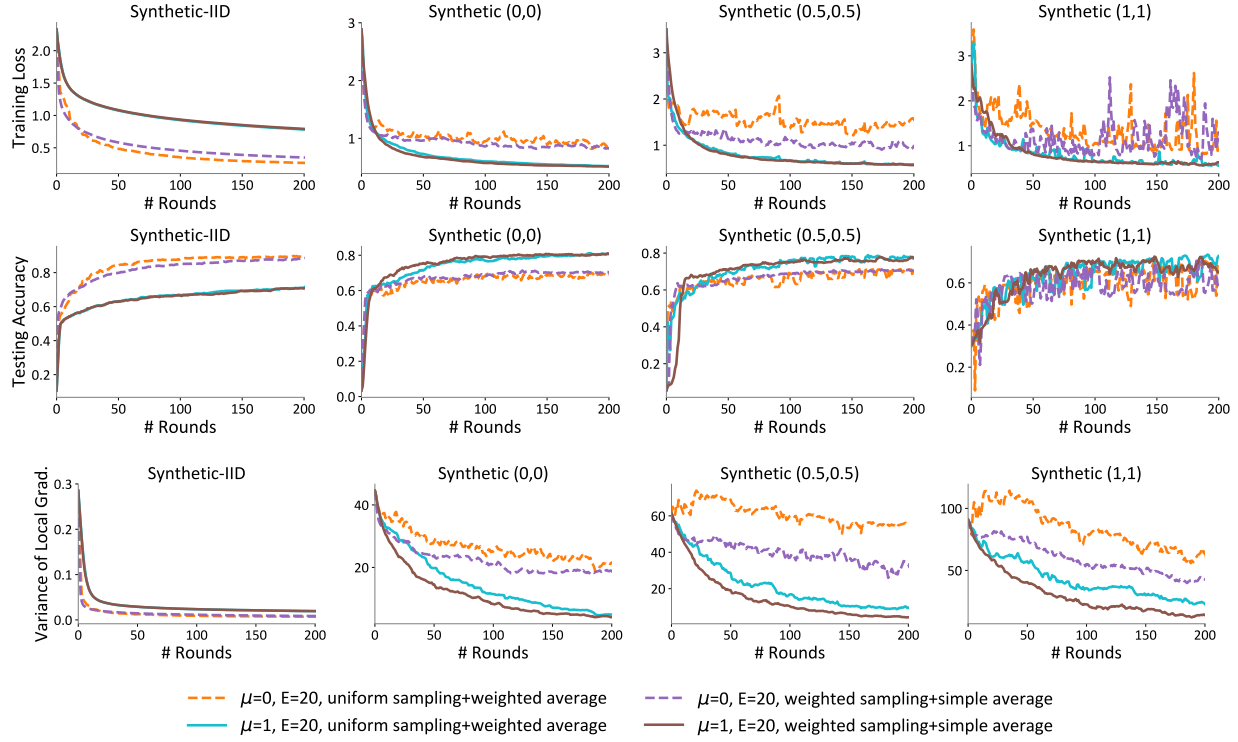 Synthetic-IID Synthetic (0,0) Synthetic (0.5,0.5) Synthetic (1,1)
Training Loss
2.0
1.5
1.0
0.5
0 50 100 150 200
# Rounds
3
2
1
0 50 100 150 200
# Rounds
3
2
1
0 50 100 150 200
# Rounds
3
2
1
0 50 100 150 200
# Rounds
Synthetic-IID Synthetic (0,0) Synthetic (0.5,0.5) Synthetic (1,1)
Testing Accuracy
0.8
0.6
0.4
0.2
0 50 100 150 200
# Rounds
0.8
0.6
0.4
0.2
0.0
0 50 100 150 200
# Rounds
0.8
0.6
0.4
0.2
0 50 100 150 200
# Rounds
0.6
0.4
0.2
0 50 100 150 200
# Rounds
Synthetic-IID Synthetic (0,0) Synthetic (0.5,0.5) Synthetic (1,1)
Variance of Local Grad.
0.3
0.2
0.1
0.0
0 50 100 150 200
# Rounds
40
20
0 50 100 150 200
# Rounds
60
40
20
0 50 100 150 200
# Rounds
100
50
0 50 100 150 200
# Rounds
μ=0, E=20, uniform sampling+weighted average
μ=0, E=20, weighted sampling+simple average
μ=1, E=20, uniform sampling+weighted average
μ=1, E=20, weighted sampling+simple average